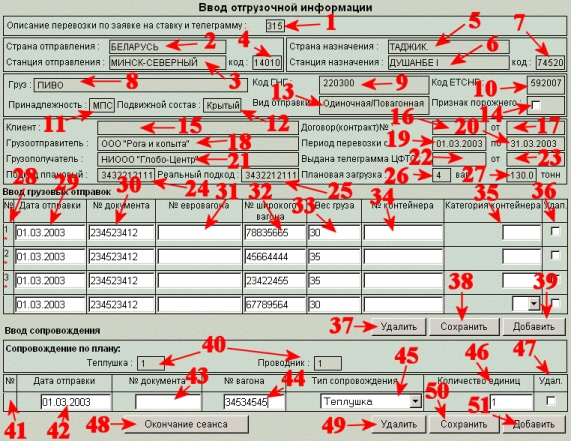 Ввод отгрузочной информации
Описание перевозки по заявке на ставку и телеграмму : 315 1
Страна отправления : БЕЛАРУСЬ 2 4 Страна назначения : ТАДЖИК. 5 7
Станция отправления : МИНСК-СЕВЕРНЫЙ 3 код : 14010 Станция назначения : ДУШАНБЕ I 6 код : 74520
Груз : ПИВО 8 Код ГНГ : 220300 9 Код ЕТСНГ 10 592007
Принадлежность : МПС Подвижной состав : Крытый Вид отправки 13 Одиночная/Повагонная Признак порожнего : 14
11 12
Клиент : 15 Договор(контракт)№ 16 20 от 17
Грузоотправитель : ООО "Рога и копыта" 18 Период перевозки с 19 01.03.2003 по 31.03.2003
Грузополучатель : НИООО "Глобо-Центр" 21 Выдана телеграмма ЦФТО 22 от 23
плановый : 3432212111 24 Реальный подкод : 3432212111 25 Плановая загрузка : 26 4 ваг 27 130.0 тонн
Ввод грузовых отправок
28 29 30 31 32 33 34 35 36
№ Дата отправки № документа № евровагона № широкого вагона Вес груза № контейнера Категория контейнера Удал.
1 * 01.03.2003 234523412 78835665 30
2 * 01.03.2003 234523412 45664444 35
3 * 01.03.2003 234523412 23422455 35
01.03.2003 234523412 67789564 30
37 Удалить 38 Сохранить 39 Добавить
Ввод сопровождения
Сопровождение по плану:
Теплушка : 1 40 Проводник : 1
№ Дата отправки № документа № вагона Тип сопровождения Количество единиц Удал.
41 42 43 44 45 46 47
01.03.2003 34534545 Теплушка 1
48 Окончание сеанса 49 Удалить 50 Сохранить 51 Добавить